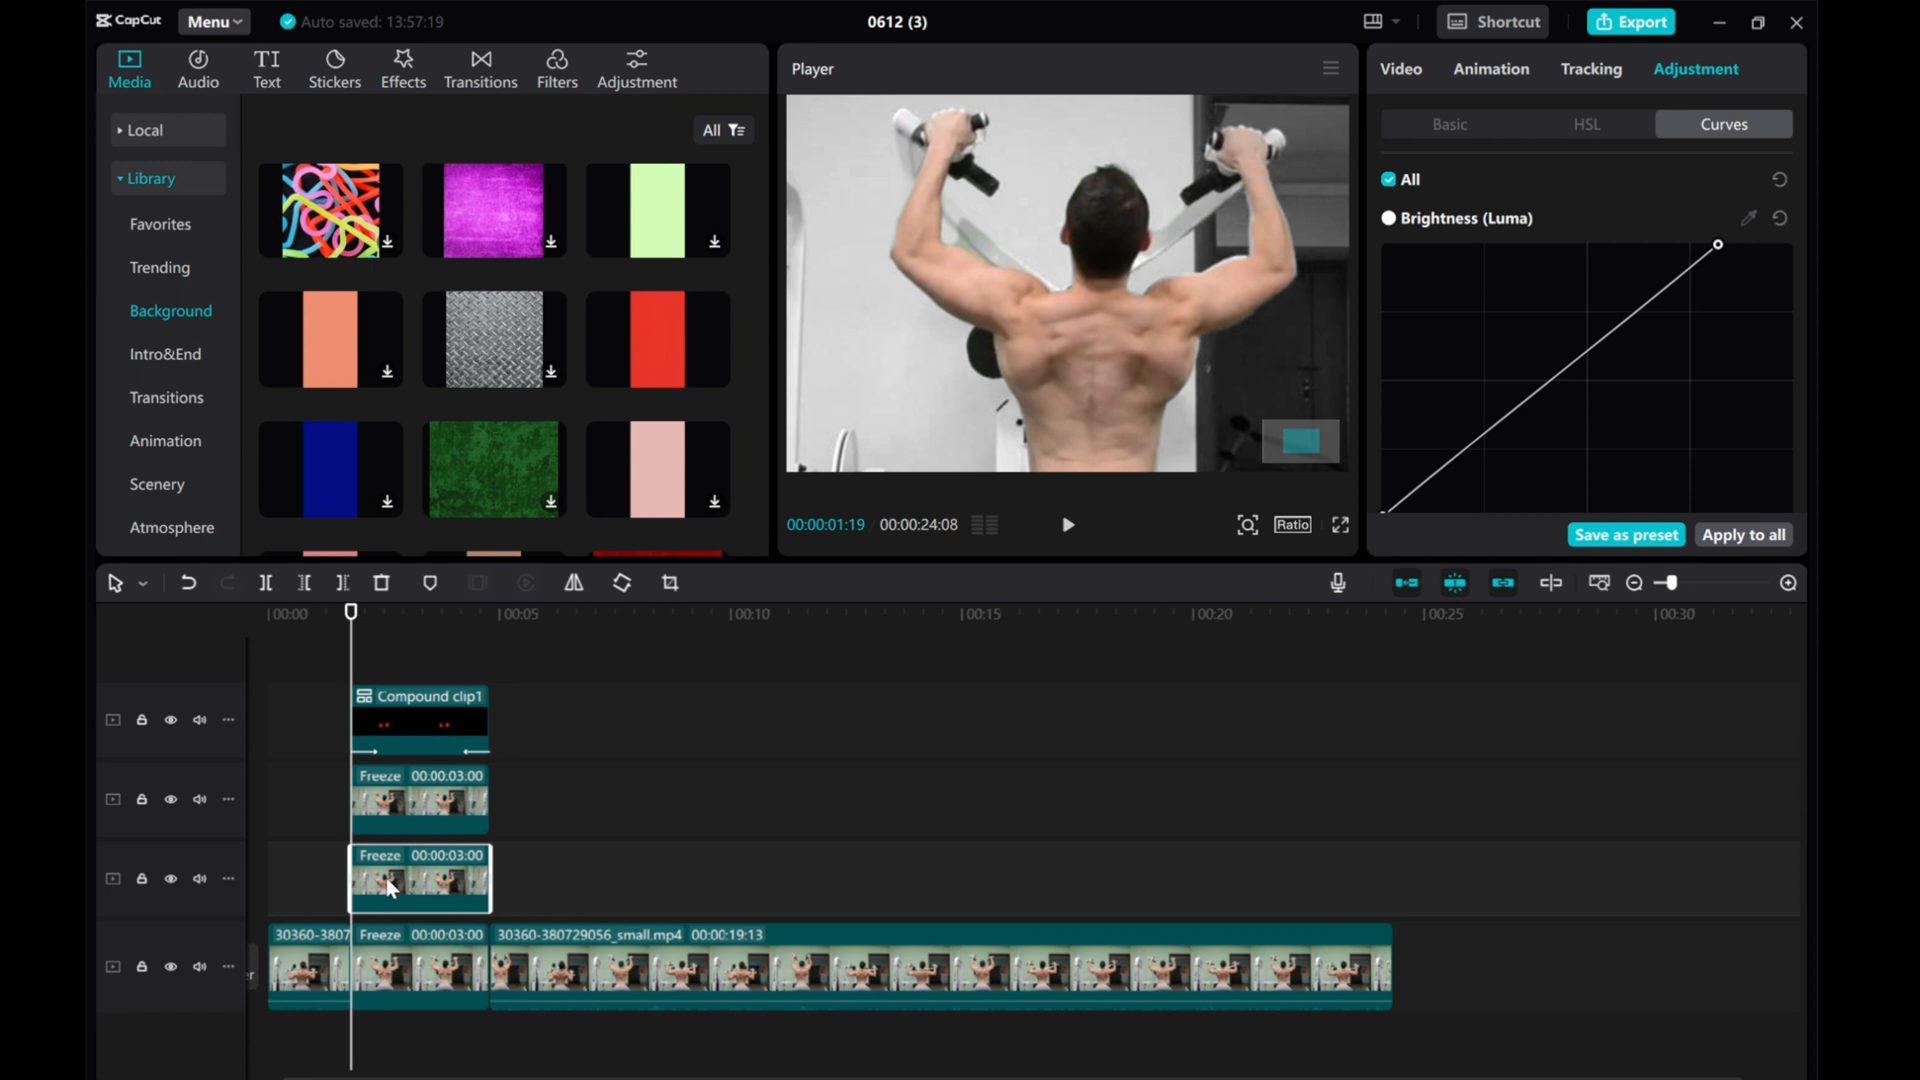 CapCut
Menu
Auto saved: 13:57:19
0612 (3)
Shortcut
Export
Media
Audio
TI
Text
Stickers
Effects
Transitions
Filters
Adjustment
Local
Library
Favorites
Trending
Background
Intro&End
Transitions
Animation
Scenery
Atmosphere
All
Player
00:00:01:19 / 00:00:24:08
Ratio
Video
Animation
Tracking
Adjustment
Basic
HSL
Curves
All
Brightness (Luma)
Save as preset
Apply to all
00:00
00:05
00:10
00:15
00:20
00:25
00:30
Compound clip1
Freeze 00:00:03:00
Freeze 00:00:03:00
30360-3807
Freeze 00:00:03:00
30360-380729056_small.mp4 00:00:19:13